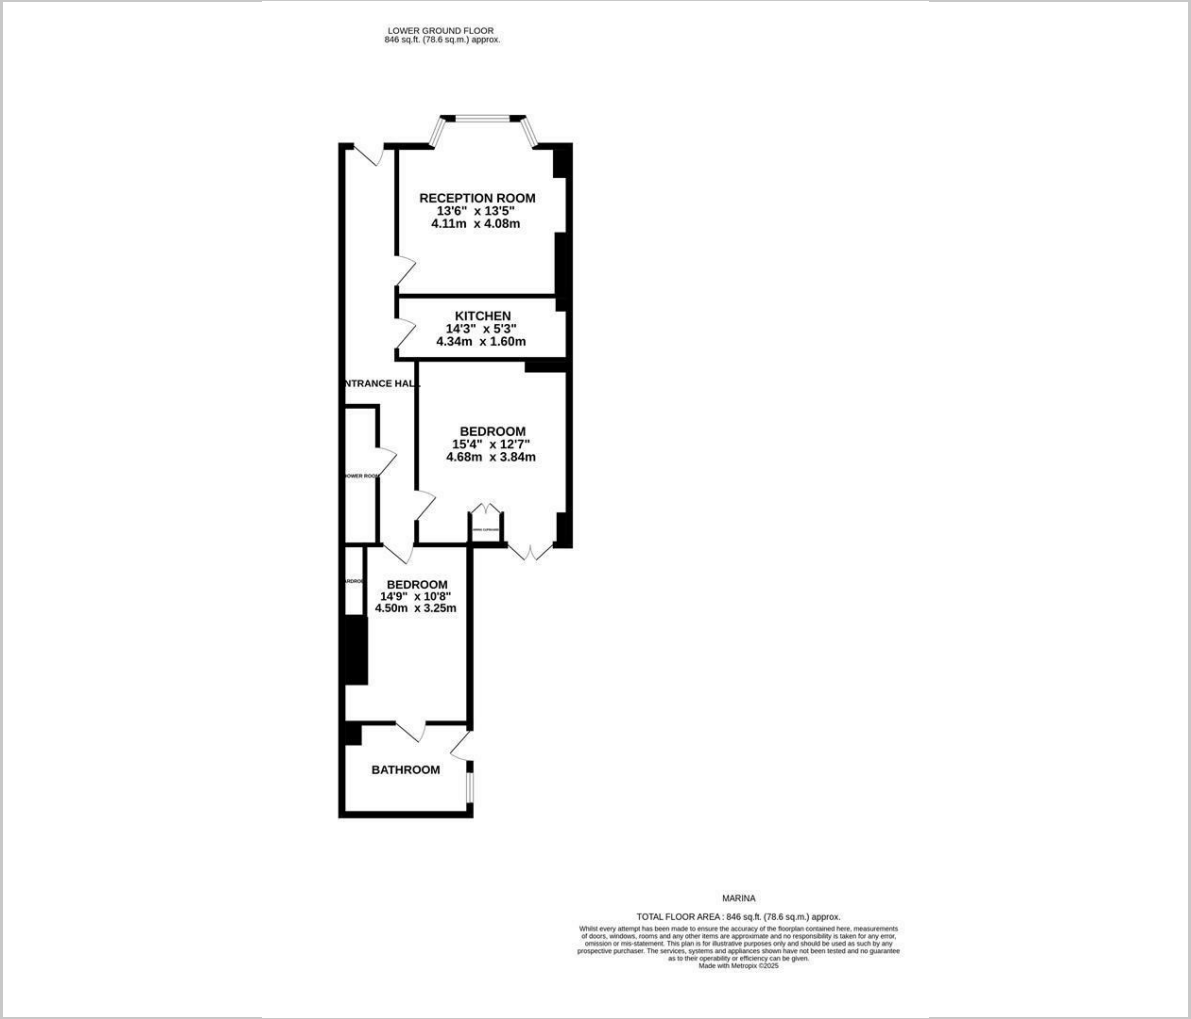 LOWER GROUND FLOOR
846 sq.ft. (78.6 sq.m.) approx.
RECEPTION ROOM
13'6" x 13'5"
4.11m x 4.08m
KITCHEN
14'3" x 5'3"
4.34m x 1.60m
NTRANCE HALL
BEDROOM
15'4" x 12'7"
4.68m x 3.84m
OWER ROOM
BEDROOM
14'9" x 10'8"
4.50m x 3.25m
BATHROOM
MARINA
TOTAL FLOOR AREA : 846 sq.ft. (78.6 sq.m.) approx.
Whilst every attempt has been made to ensure the accuracy of the floorplan contained here, measurements
of doors, windows, rooms and any other items are approximate and no responsibility is taken for any error,
omission or mis-statement. This plan is for illustrative purposes only and should be used as such by any
prospective purchaser. The services, systems and appliances shown have not been tested and no guarantee
as to their operability or efficiency can be given.
Made with Metropix ©2025